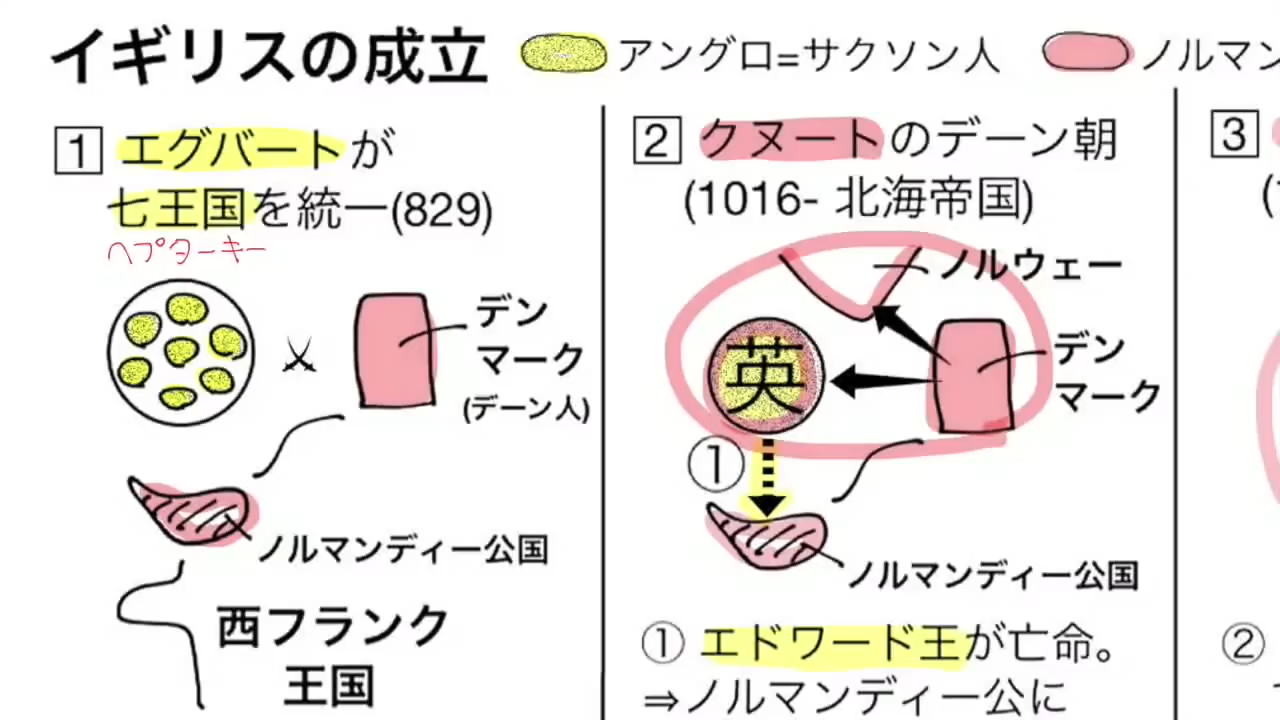 イギリスの成立
アングロ=サクソン人
ノルマン
1 エグバートが
七王国を統一(829)
ヘプターキー
デン
マーク
(デーン人)
ノルマンディー公国
西フランク
王国
2 クヌートのデーン朝
(1016- 北海帝国)
ノルウェー
英
デン
マーク
①
ノルマンディー公国
① エドワード王が亡命。
⇒ノルマンディー公に
3
②